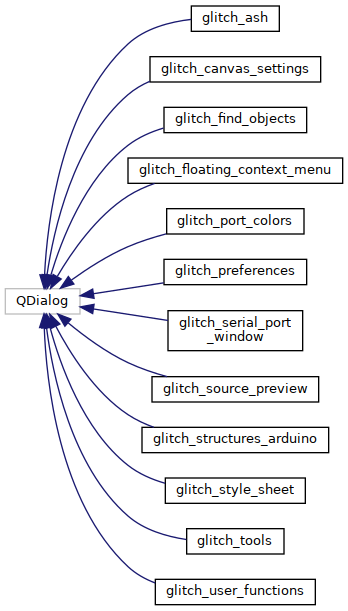 glitch_ash
glitch_canvas_settings
glitch_find_objects
glitch_floating_context_menu
glitch_port_colors
glitch_preferences
QDialog
glitch_serial_port
_window
glitch_source_preview
glitch_structures_arduino
glitch_style_sheet
glitch_tools
glitch_user_functions